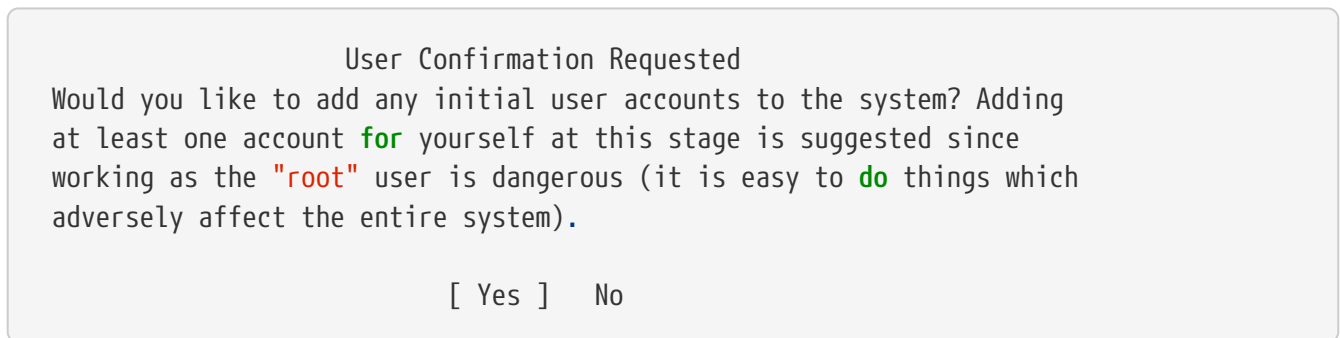 User Confirmation Requested
Would you like to add any initial user accounts to the system? Adding
at least one account for yourself at this stage is suggested since
working as the "root" user is dangerous (it is easy to do things which
adversely affect the entire system).
[ Yes ] No